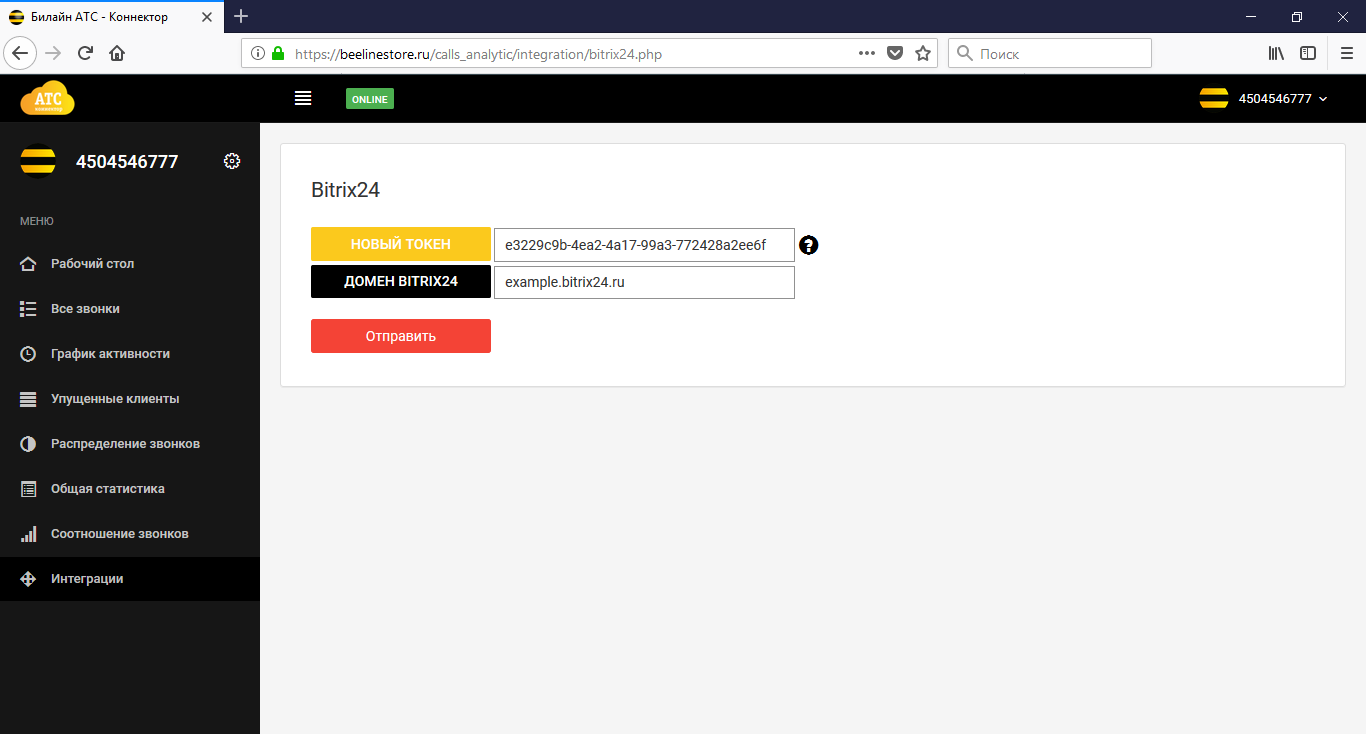 Билайн АТС - Коннектор
https://beelinestore.ru/calls_analytic/integration/bitrix24.php
Поиск
АТС
коннектор
ONLINE
4504546777
4504546777
МЕНЮ
Рабочий стол
Все звонки
График активности
Упущенные клиенты
Распределение звонков
Общая статистика
Соотношение звонков
Интеграции
Bitrix24
НОВЫЙ ТОКЕН
e3229c9b-4ea2-4a17-99a3-772428a2ee6f
?
ДОМЕН BITRIX24
example.bitrix24.ru
Отправить